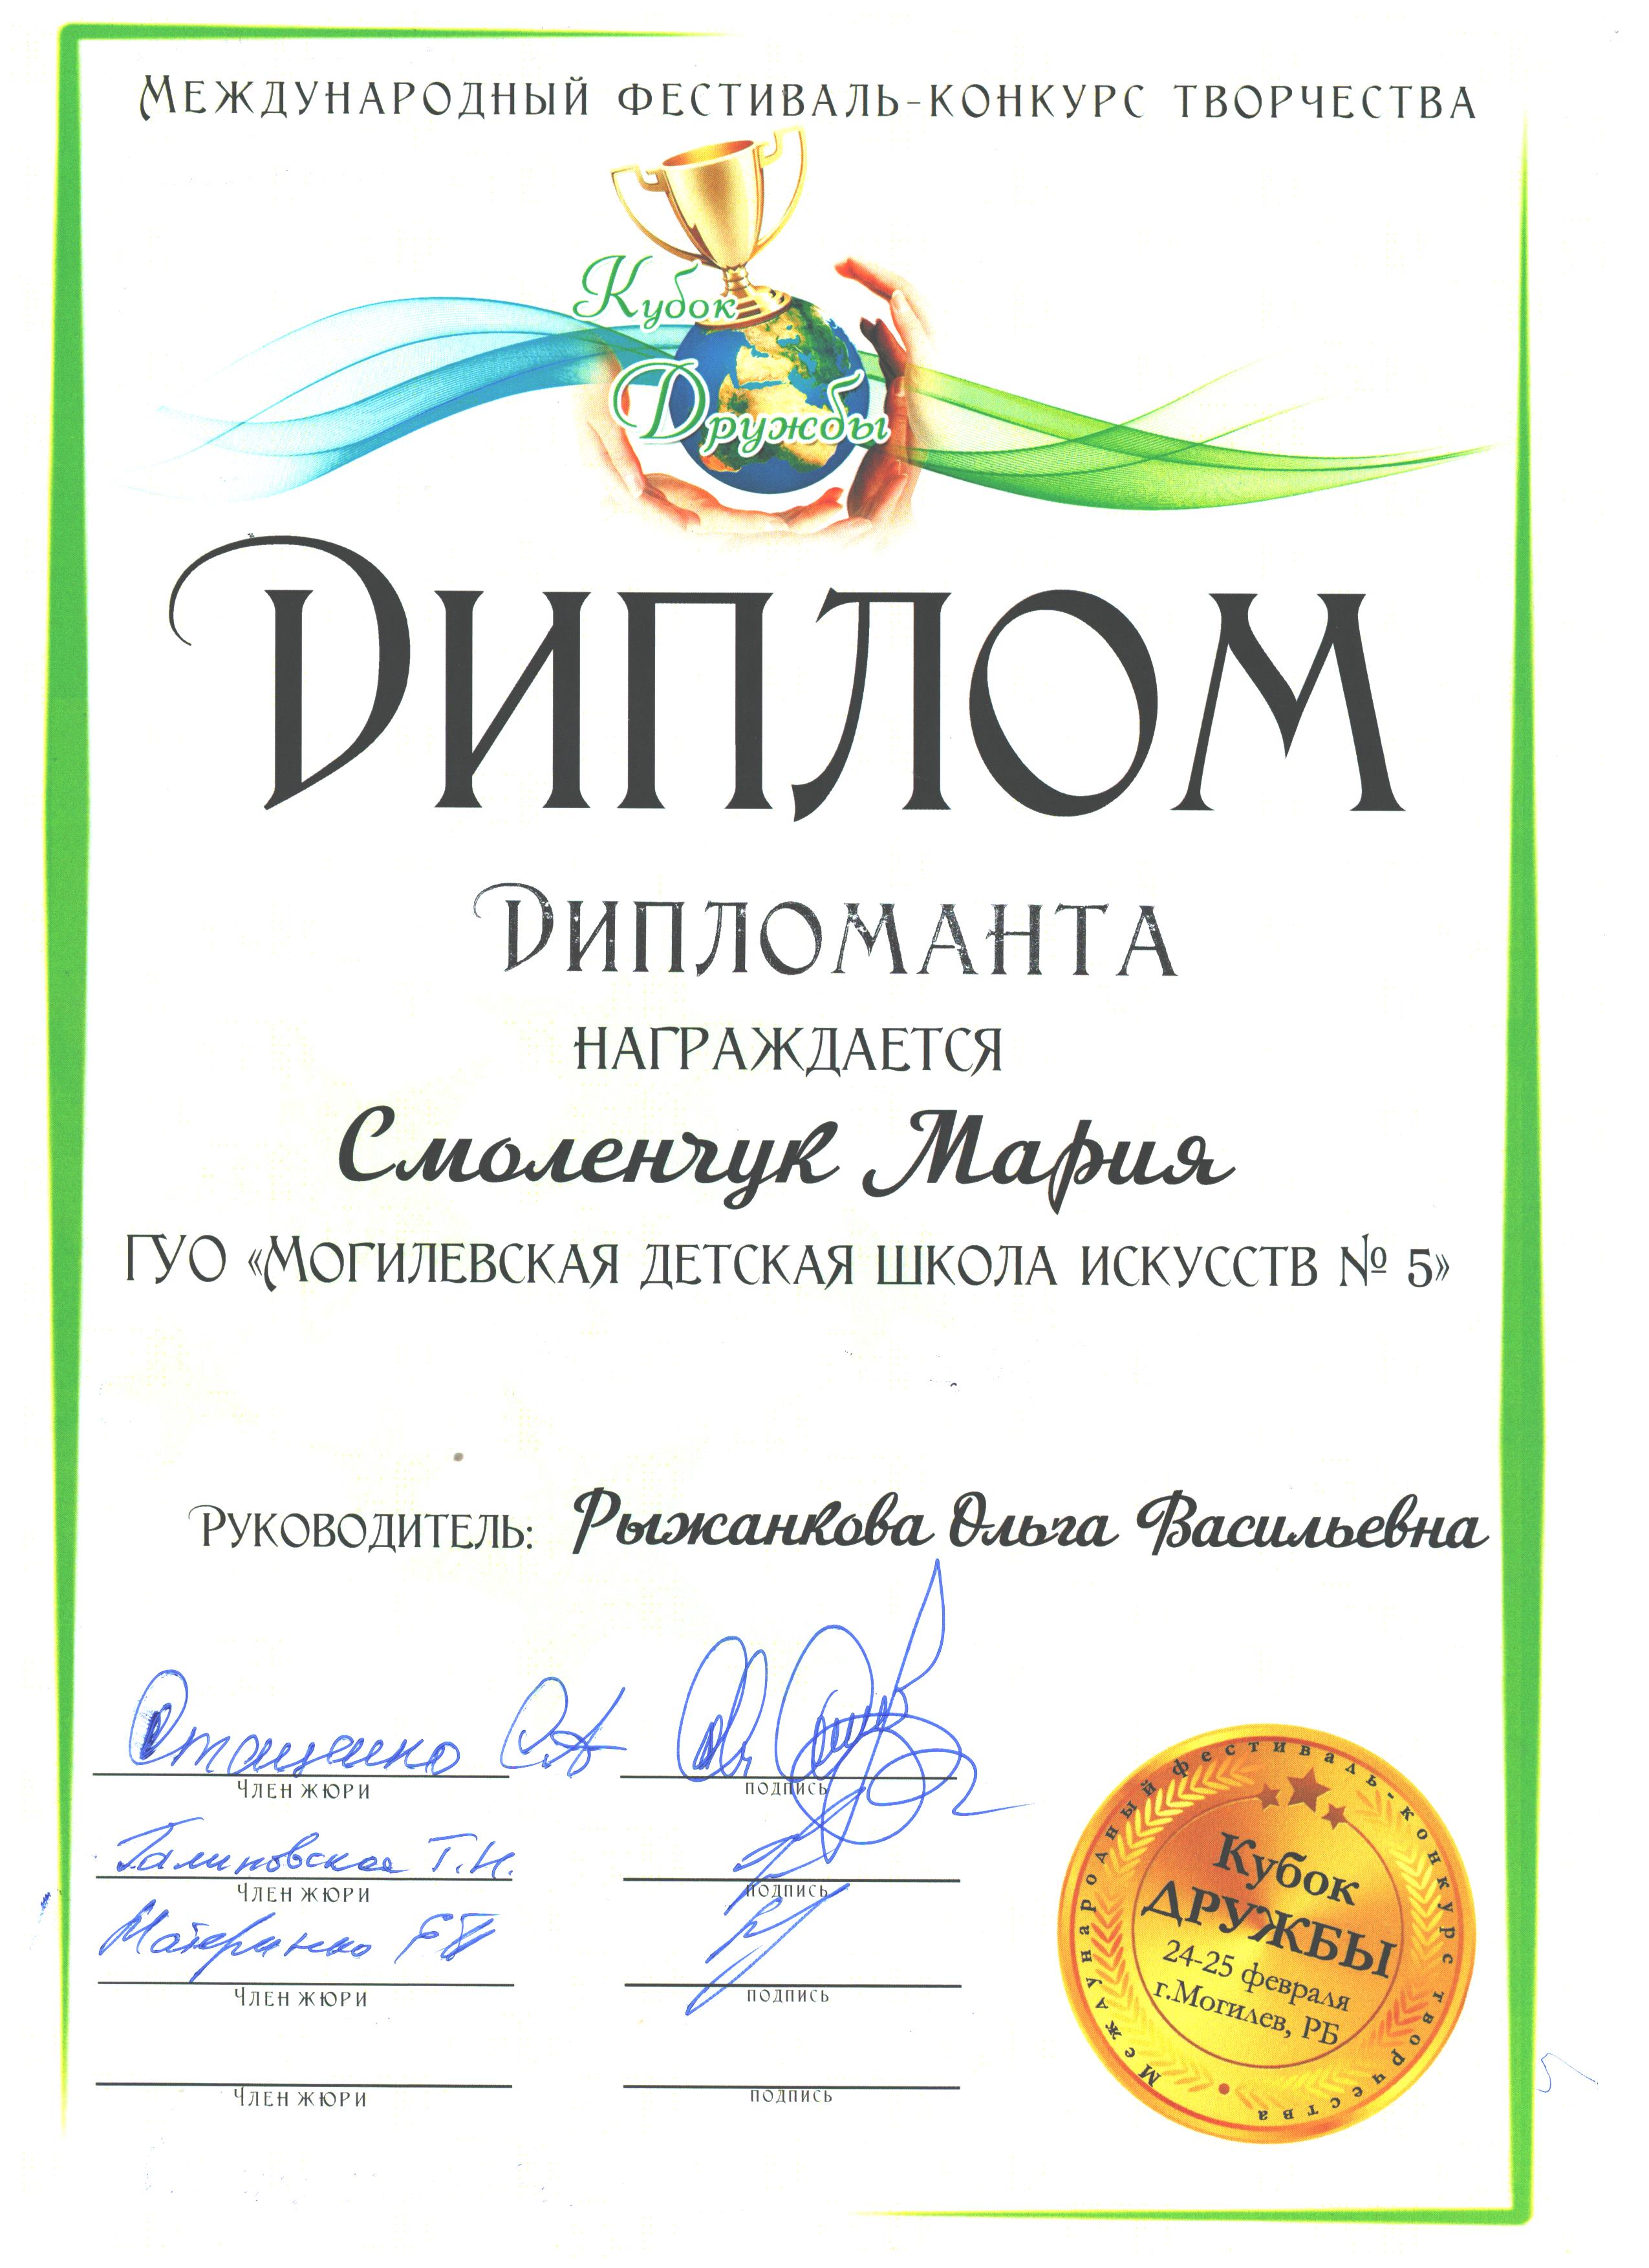 Международный фестиваль-конкурс творчества
Кубок
Дружбы
Диплом
Дипломанта
награждается
Смоленчук Мария
ГУО «Могилевская детская школа искусств № 5»
Руководитель: Рыжанкова Ольга Васильевна
Член жюри подпись
Т.Н.
Член жюри подпись
Член жюри подпись
Член жюри подпись
Международный фестиваль-конкурс творчества
Кубок
ДРУЖБЫ
24-25 февраля
г.Могилев, РБ